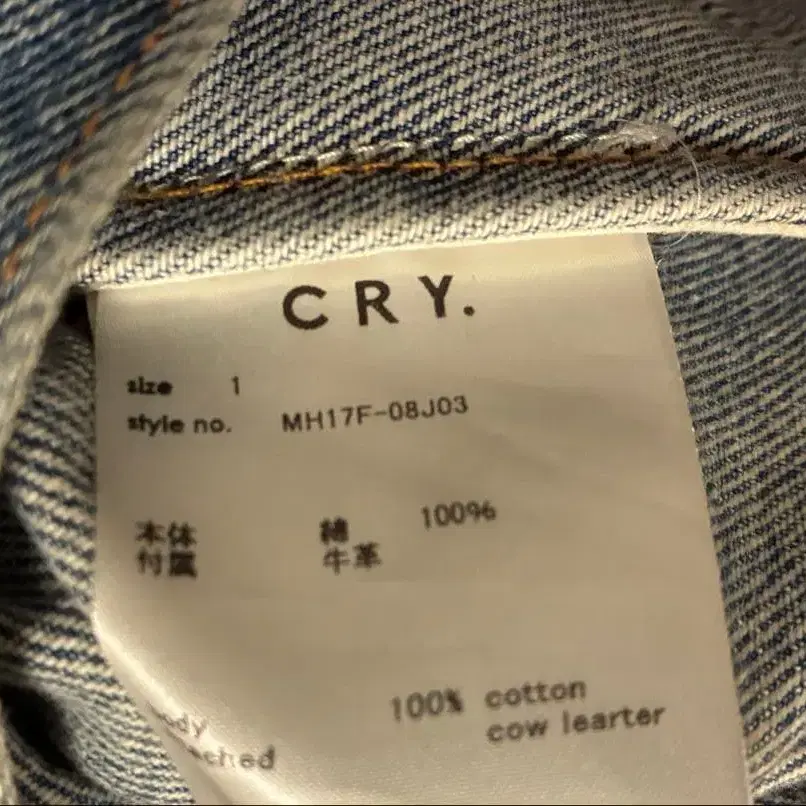 CRY.
size 1
style no. MH17F-08J03
本体 綿 100%
付属 牛革
100% cotton
cow learter